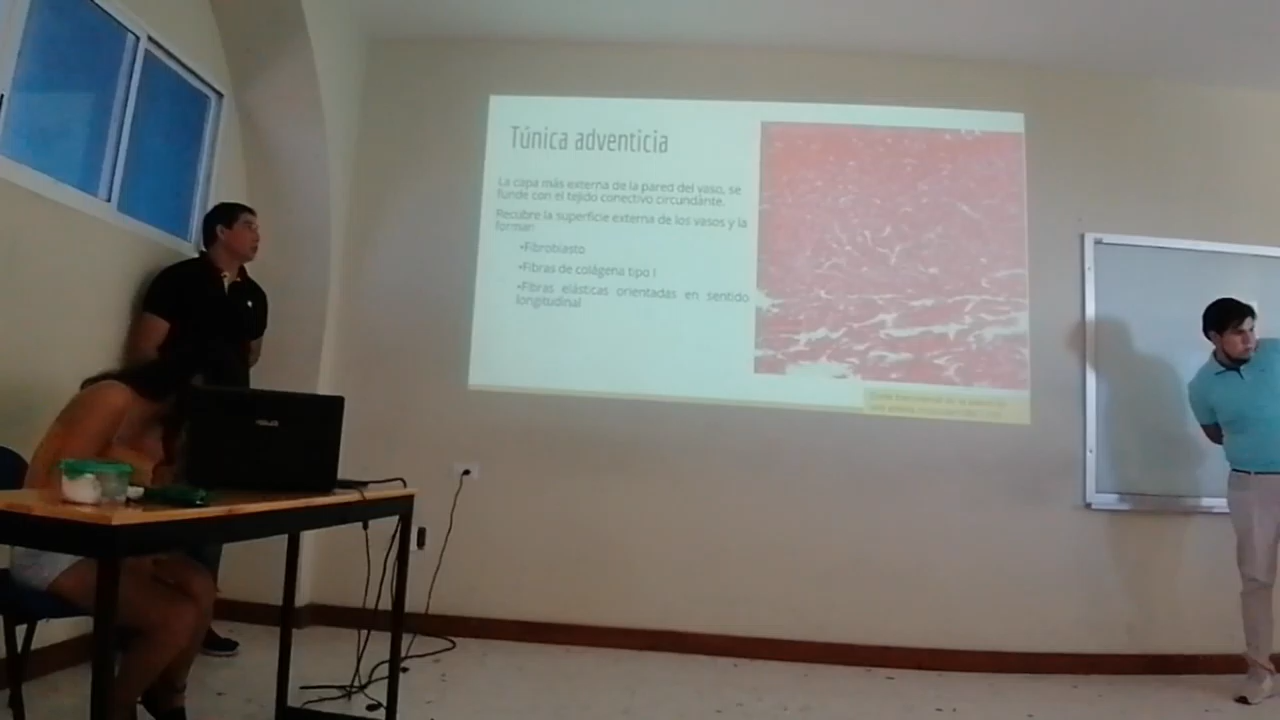 Túnica adventicia
La capa más externa de la pared del vaso, se
funde con el tejido conectivo circundante.
Recubre la superficie externa de los vasos y la
forman:
•Fibroblasto
•Fibras de colágena tipo I
•Fibras elásticas orientadas en sentido
longitudinal
ASUS